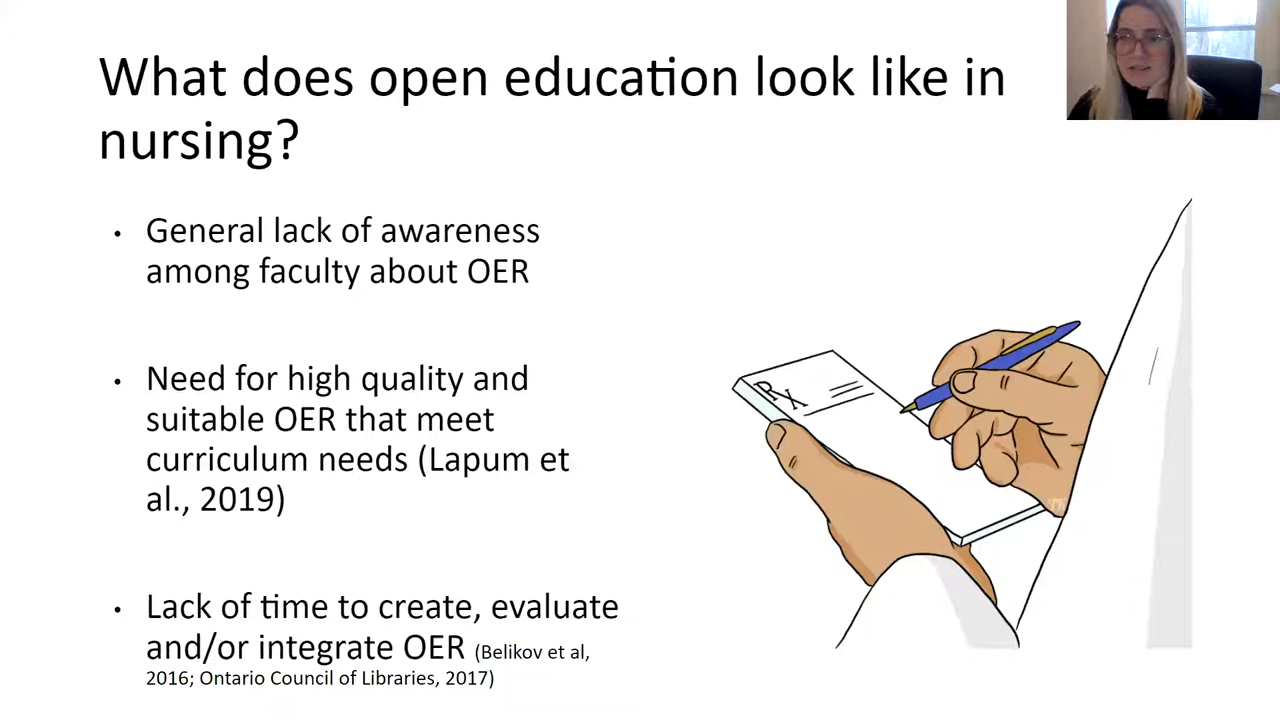 What does open education look like in
nursing?
• General lack of awareness
among faculty about OER
• Need for high quality and
suitable OER that meet
curriculum needs (Lapum et
al., 2019)
• Lack of time to create, evaluate
and/or integrate OER (Belikov et al,
2016; Ontario Council of Libraries, 2017)
RX